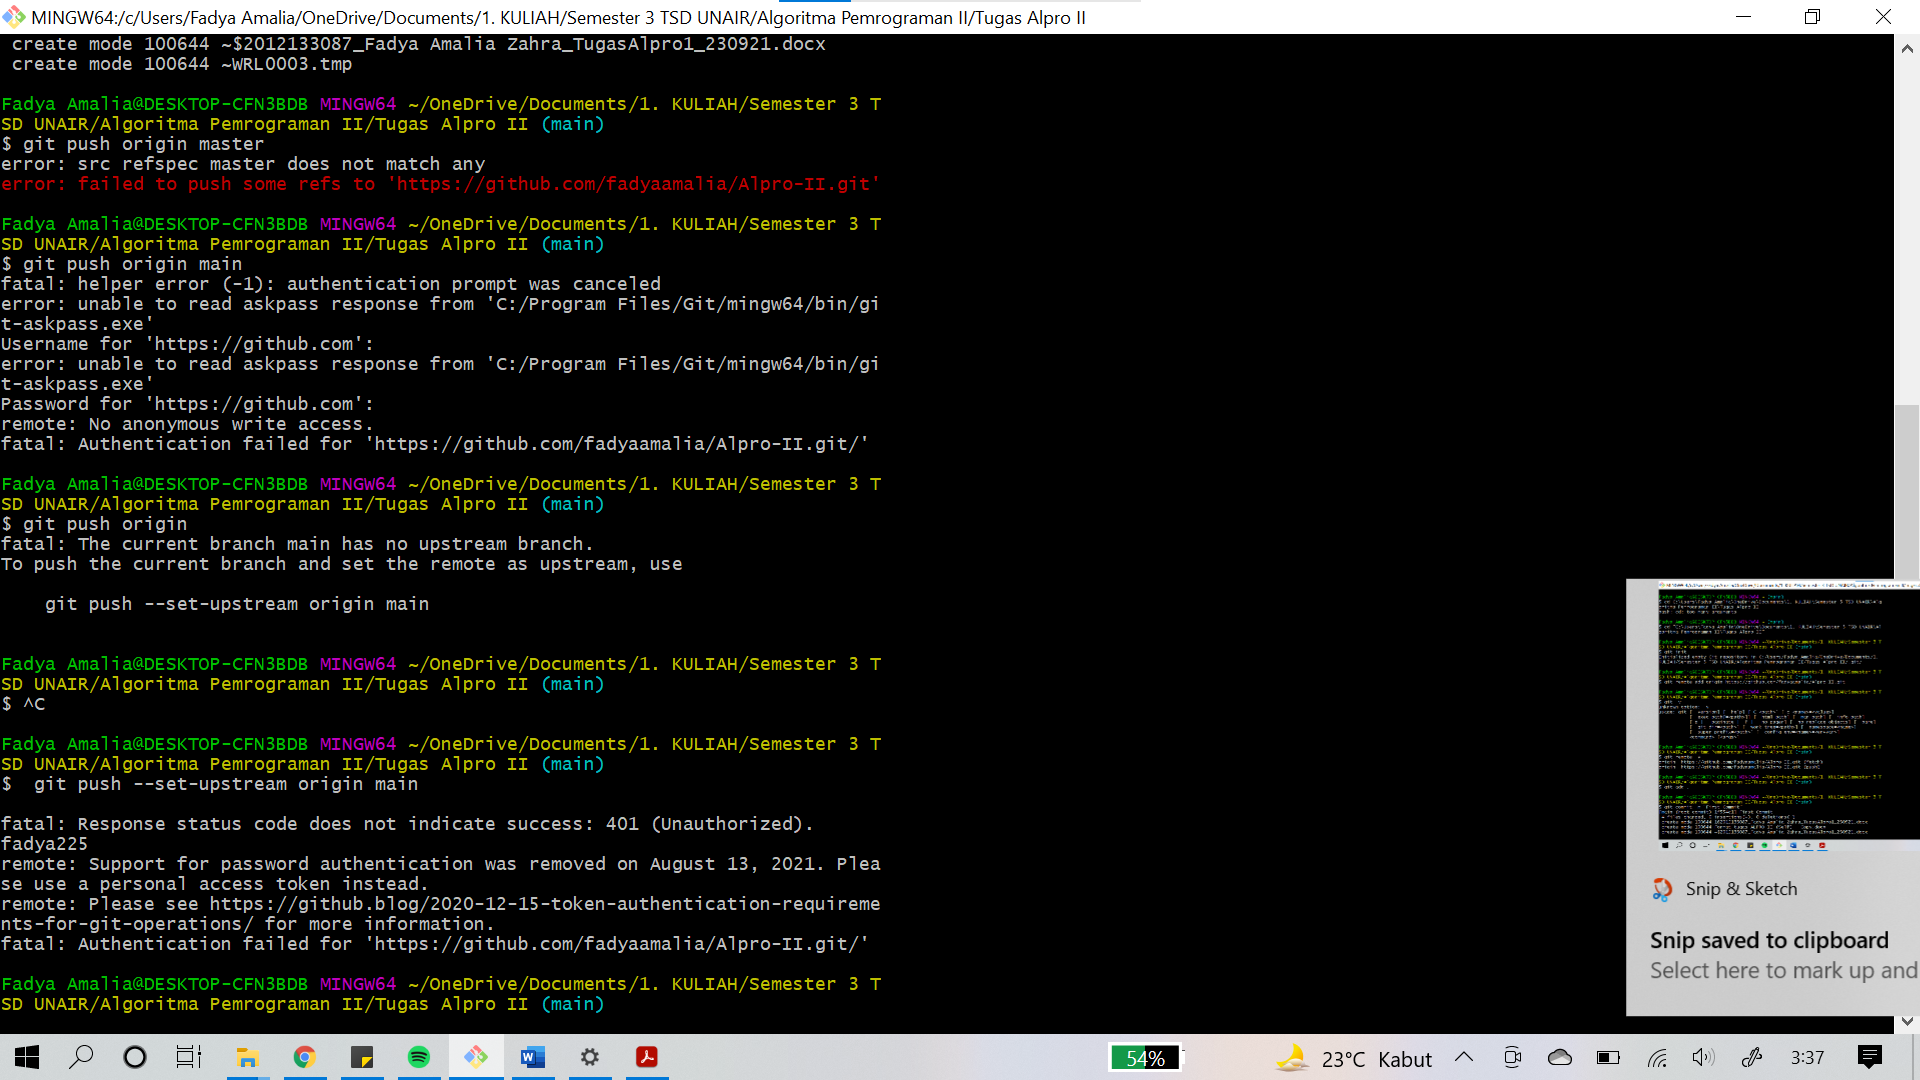 MINGW64:/c/Users/Fadya Amalia/OneDrive/Documents/1. KULIAH/Semester 3 TSD UNAIR/Algoritma Pemrograman II/Tugas Alpro II
create mode 100644 ~$2012133087_Fadya Amalia Zahra_TugasAlpro1_230921.docx
create mode 100644 ~WRL0003.tmp
Fadya Amalia@DESKTOP-CFN3BDB MINGW64 ~/OneDrive/Documents/1. KULIAH/Semester 3 T
SD UNAIR/Algoritma Pemrograman II/Tugas Alpro II (main)
$ git push origin master
error: src refspec master does not match any
error: failed to push some refs to 'https://github.com/fadyaamalia/Alpro-II.git'
Fadya Amalia@DESKTOP-CFN3BDB MINGW64 ~/OneDrive/Documents/1. KULIAH/Semester 3 T
SD UNAIR/Algoritma Pemrograman II/Tugas Alpro II (main)
$ git push origin main
fatal: helper error (-1): authentication prompt was canceled
error: unable to read askpass response from 'C:/Program Files/Git/mingw64/bin/gi
t-askpass.exe'
Username for 'https://github.com':
error: unable to read askpass response from 'C:/Program Files/Git/mingw64/bin/gi
t-askpass.exe'
Password for 'https://github.com':
remote: No anonymous write access.
fatal: Authentication failed for 'https://github.com/fadyaamalia/Alpro-II.git/'
Fadya Amalia@DESKTOP-CFN3BDB MINGW64 ~/OneDrive/Documents/1. KULIAH/Semester 3 T
SD UNAIR/Algoritma Pemrograman II/Tugas Alpro II (main)
$ git push origin
fatal: The current branch main has no upstream branch.
To push the current branch and set the remote as upstream, use
git push --set-upstream origin main
Fadya Amalia@DESKTOP-CFN3BDB MINGW64 ~/OneDrive/Documents/1. KULIAH/Semester 3 T
SD UNAIR/Algoritma Pemrograman II/Tugas Alpro II (main)
$ ^C
Fadya Amalia@DESKTOP-CFN3BDB MINGW64 ~/OneDrive/Documents/1. KULIAH/Semester 3 T
SD UNAIR/Algoritma Pemrograman II/Tugas Alpro II (main)
$  git push --set-upstream origin main
fatal: Response status code does not indicate success: 401 (Unauthorized).
fadya225
remote: Support for password authentication was removed on August 13, 2021. Plea
se use a personal access token instead.
remote: Please see https://github.blog/2020-12-15-token-authentication-requireme
nts-for-git-operations/ for more information.
fatal: Authentication failed for 'https://github.com/fadyaamalia/Alpro-II.git/'
Fadya Amalia@DESKTOP-CFN3BDB MINGW64 ~/OneDrive/Documents/1. KULIAH/Semester 3 T
SD UNAIR/Algoritma Pemrograman II/Tugas Alpro II (main)
Snip & Sketch
Snip saved to clipboard
Select here to mark up and
54%
23°C Kabut
3:37